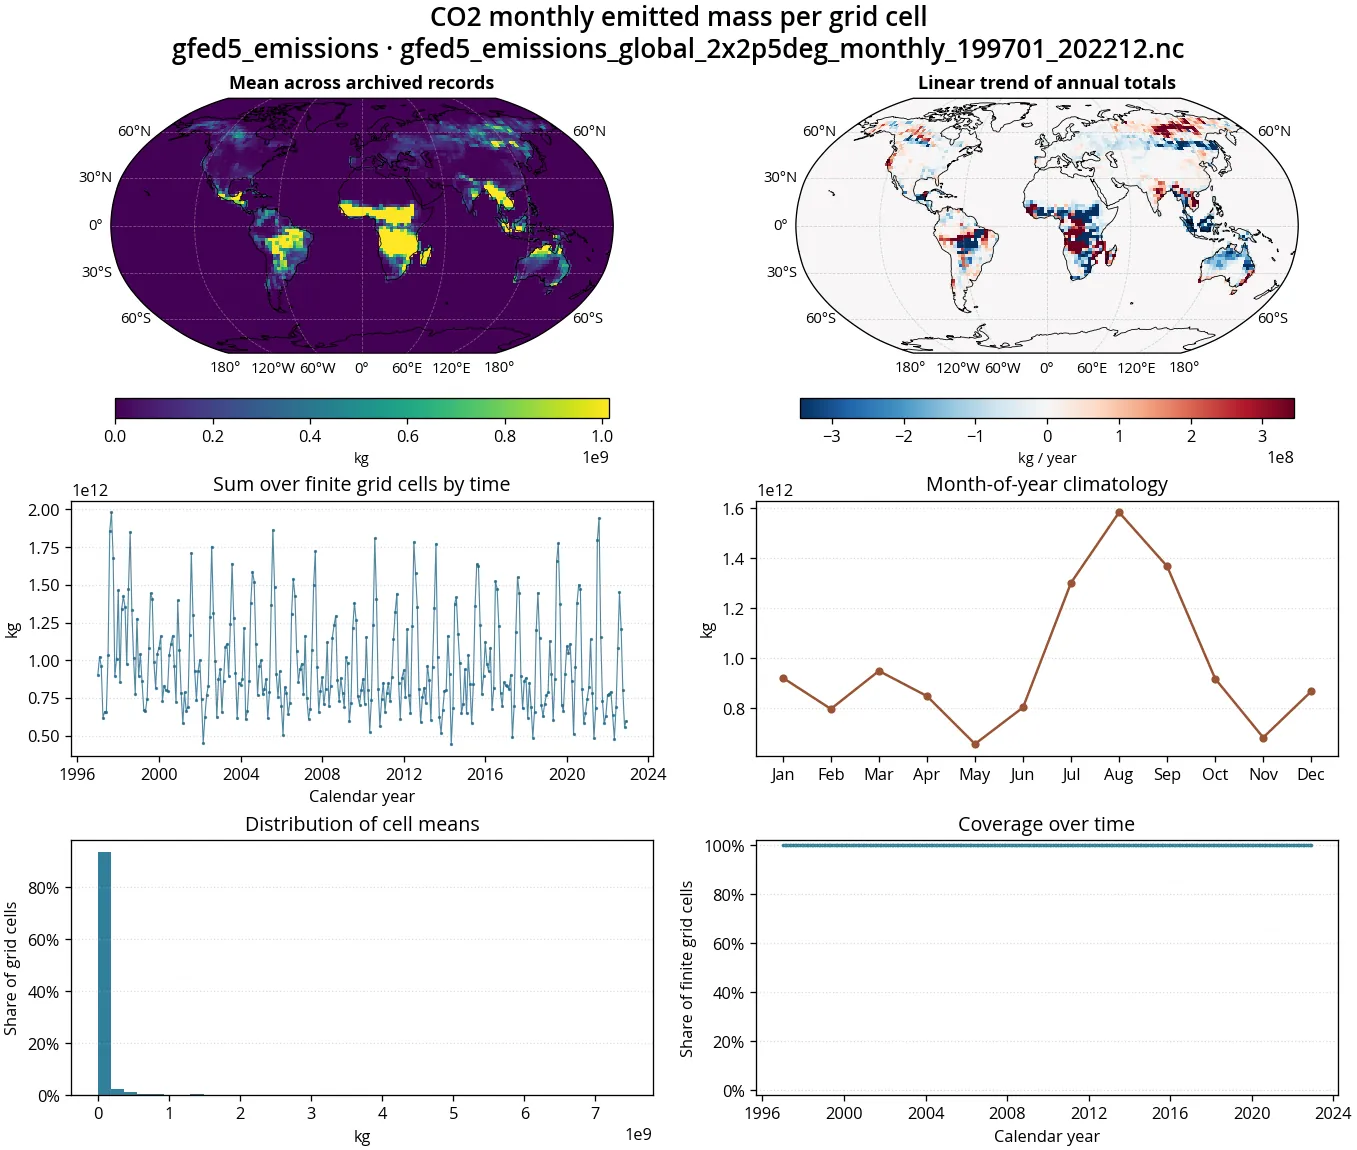 CO2 monthly emitted mass per grid cell
gfed5_emissions · gfed5_emissions_global_2x2p5deg_monthly_199701_202212.nc
Mean across archived records
60°N 60°N
30°N
0°
30°S
60°S 60°S
180° 120°W 60°W 0° 60°E 120°E 180°
0.0 0.2 0.4 0.6 0.8 1.0
kg 1e9
Linear trend of annual totals
60°N 60°N
30°N
0°
30°S
60°S 60°S
180° 120°W 60°W 0° 60°E 120°E 180°
−3 −2 −1 0 1 2 3
kg / year 1e8
Sum over finite grid cells by time
1e12
2.00
1.75
1.50
1.25
1.00
0.75
0.50
kg
1996 2000 2004 2008 2012 2016 2020 2024
Calendar year
Month-of-year climatology
1e12
1.6
1.4
1.2
1.0
0.8
kg
Jan Feb Mar Apr May Jun Jul Aug Sep Oct Nov Dec
Distribution of cell means
80%
60%
40%
20%
0%
Share of grid cells
0 1 2 3 4 5 6 7
kg 1e9
Coverage over time
100%
80%
60%
40%
20%
0%
Share of finite grid cells
1996 2000 2004 2008 2012 2016 2020 2024
Calendar year